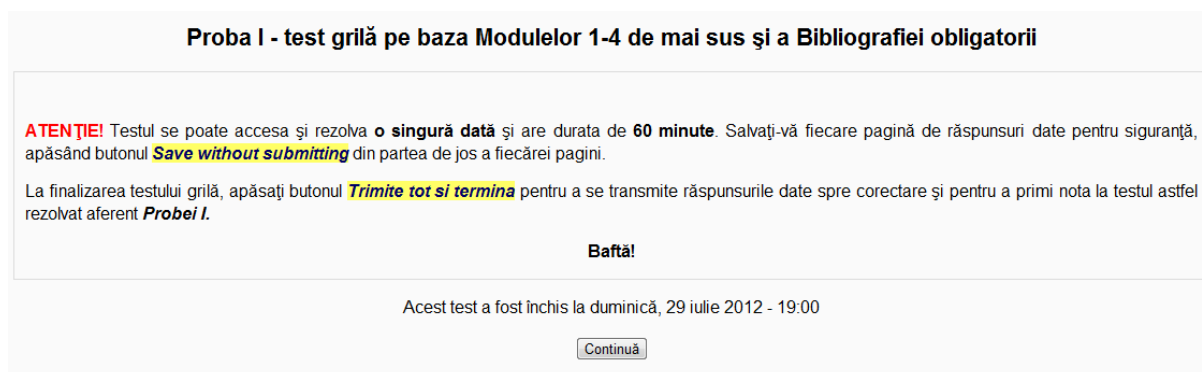 Proba I - test grilă pe baza Modulelor 1-4 de mai sus şi a Bibliografiei obligatorii
ATENŢIE! Testul se poate accesa şi rezolva o singură dată şi are durata de 60 minute. Salvaţi-vă fiecare pagină de răspunsuri date pentru siguranţă,
apăsând butonul Save without submitting din partea de jos a fiecărei pagini.
La finalizarea testului grilă, apăsaţi butonul Trimite tot si termina pentru a se transmite răspunsurile date spre corectare şi pentru a primi nota la testul astfel
rezolvat aferent Probei I.
Baftă!
Acest test a fost închis la duminică, 29 iulie 2012 - 19:00
Continuă